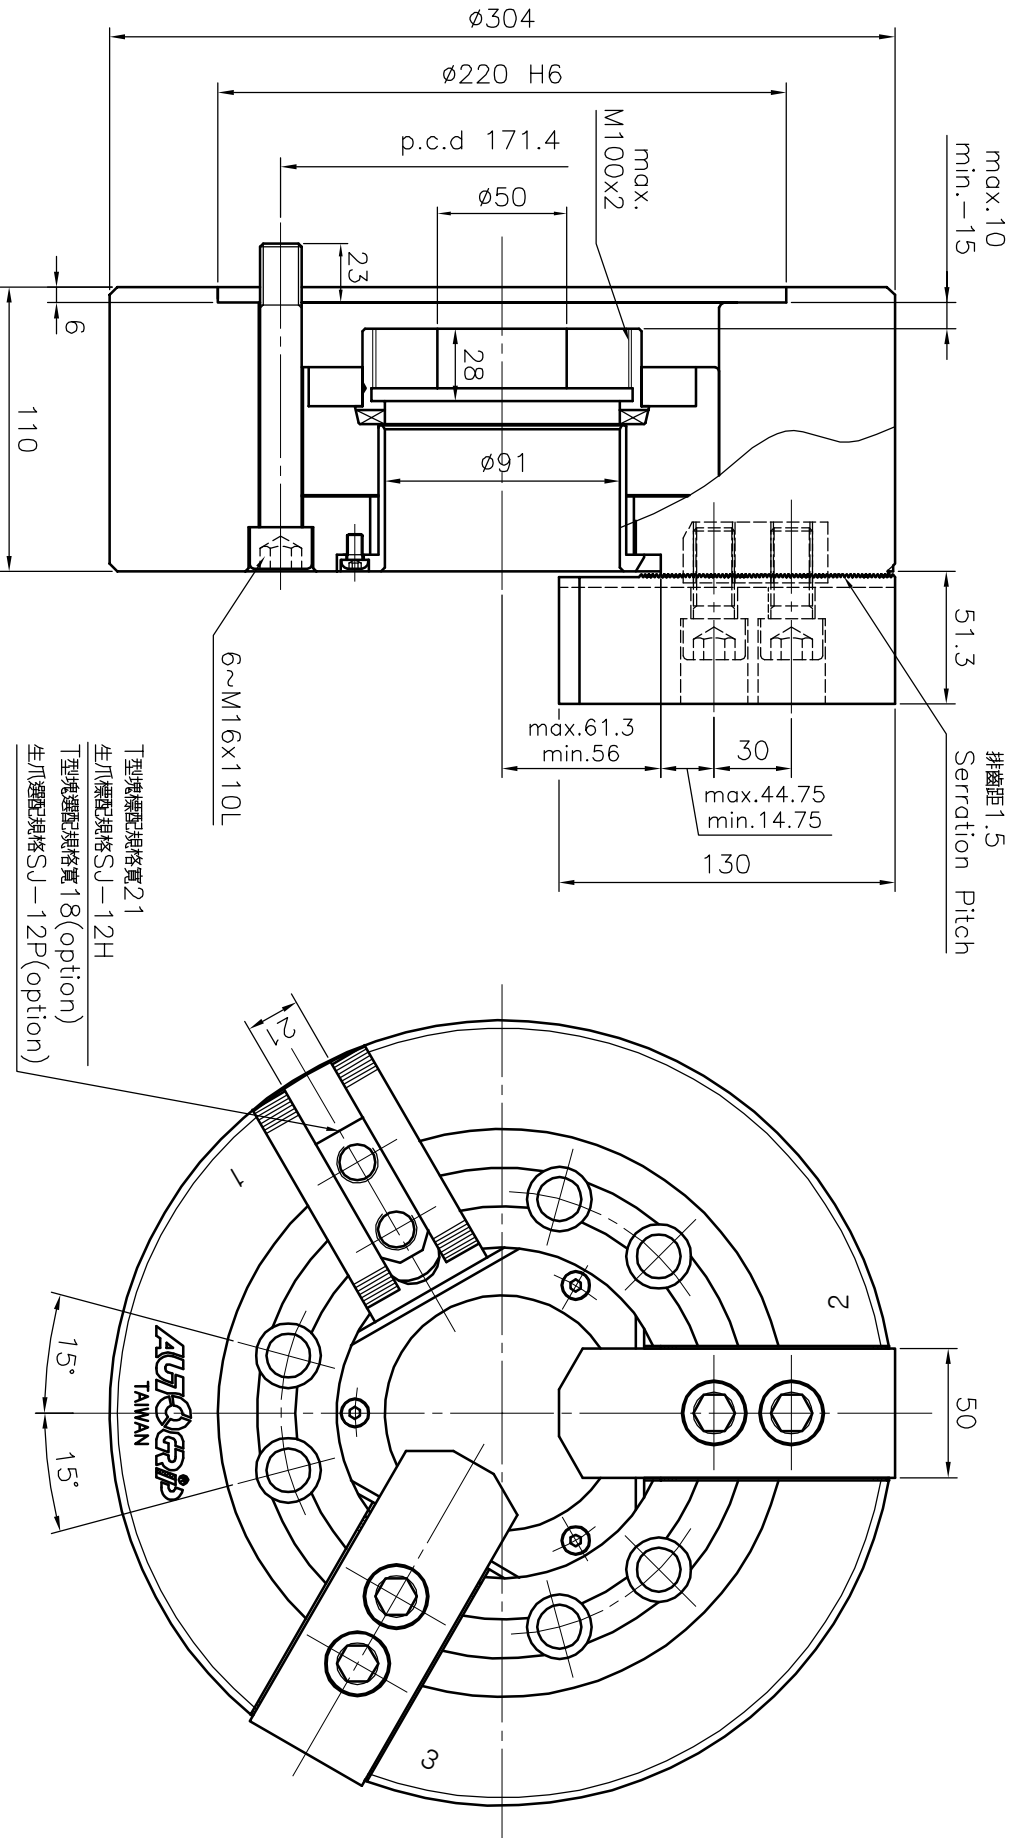 ø304
ø220 H6
p.c.d 171.4
ø50
max.
M100x2
max.10
min.-15
23
6
28
110
ø91
51.3
排齒距1.5
Serration Pitch
max.61.3
min.56
30
max.44.75
min.14.75
130
6~M16x110L
T型塊標配規格寬21
生爪標配規格SJ-12H
T型塊選配規格寬18(option)
生爪選配規格SJ-12P(option)
21
1
2
3
50
15°
15°
AUTOGRIP®
TAIWAN